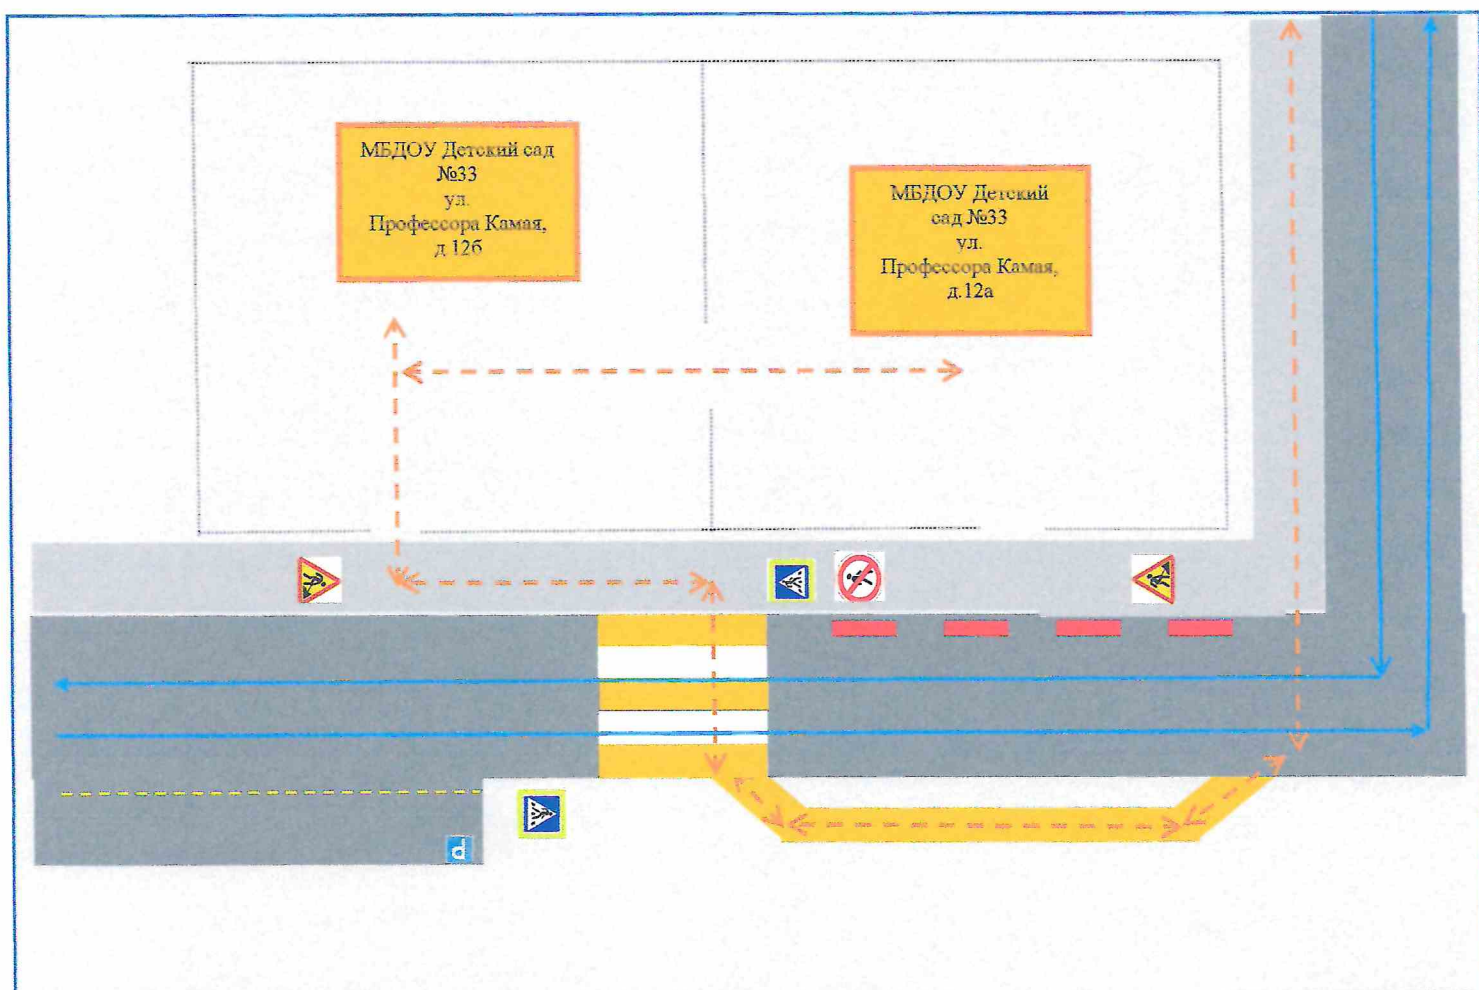 МБДОУ Детский сад
№33
ул.
Профессора Камая,
д 12б
МБДОУ Детский
сад №33
ул.
Профессора Камая,
д.12а
P